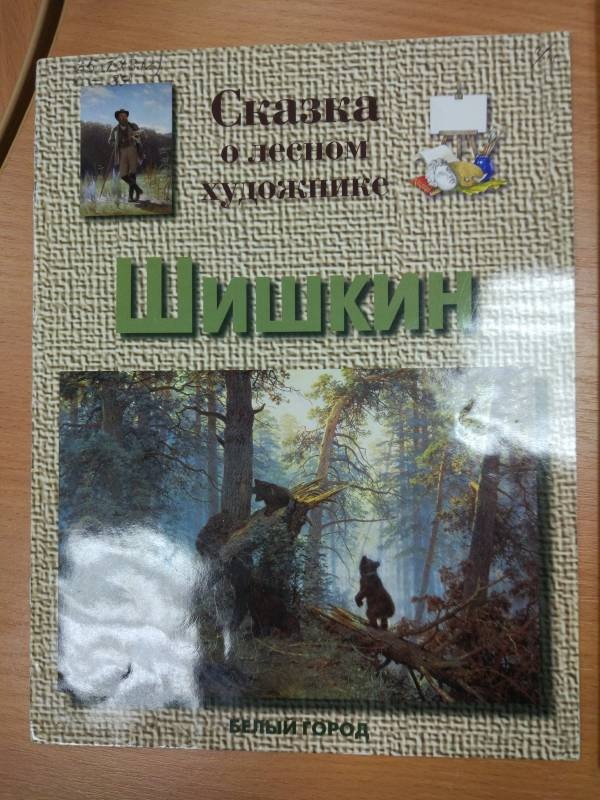 Сказка
о лесном
художнике
Шишкин
БЕЛЫЙ ГОРОД